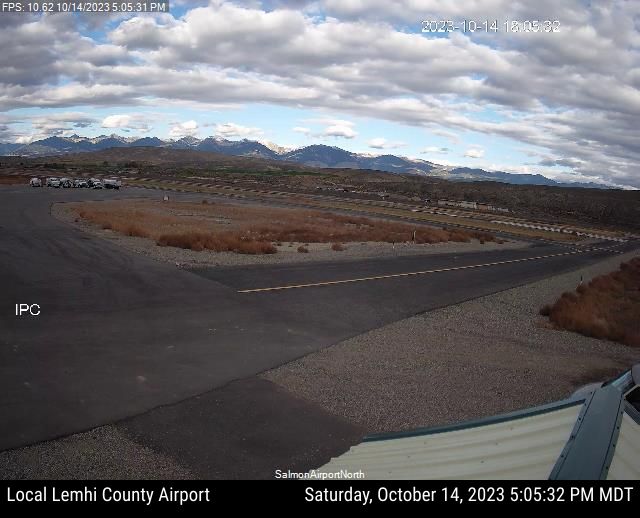 FPS: 10.62 10/14/2023 5:05:31 PM
2023-10-14 18:05:32
IPC
SalmonAirportNorth
Local Lemhi County Airport Saturday, October 14, 2023 5:05:32 PM MDT